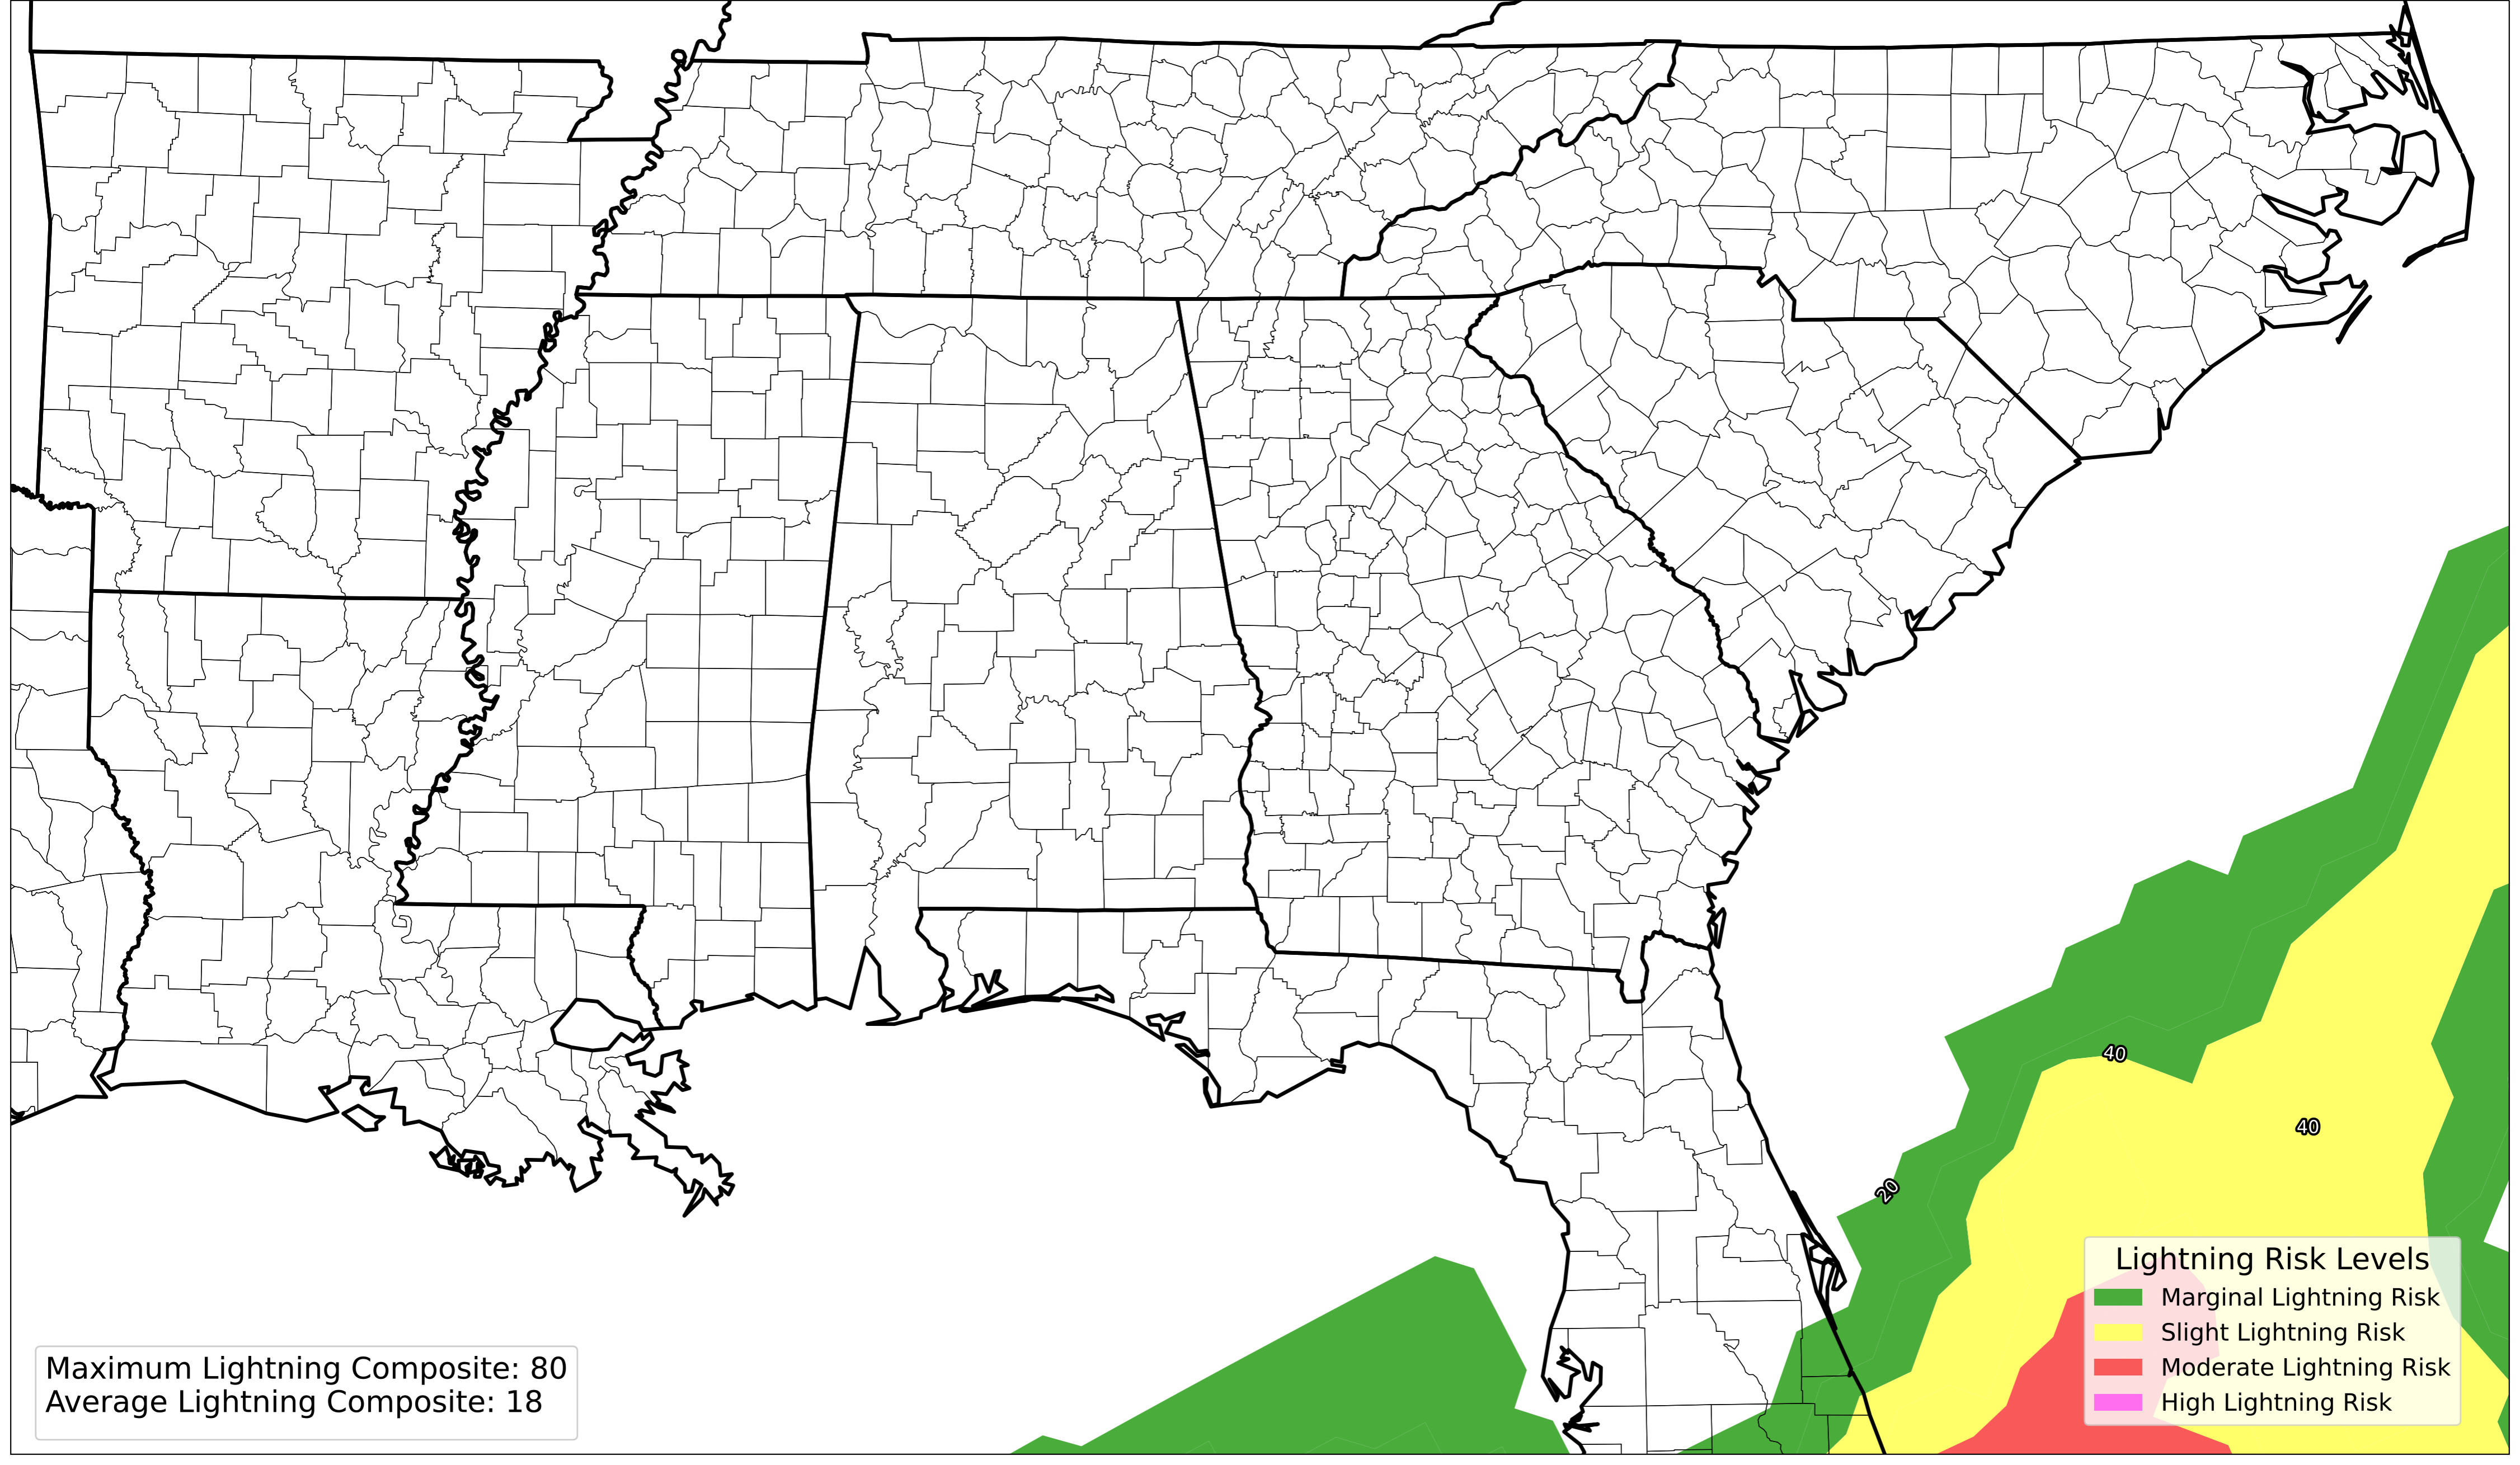 40
40
20
Lightning Risk Levels
Marginal Lightning Risk
Slight Lightning Risk
Moderate Lightning Risk
High Lightning Risk
Maximum Lightning Composite: 80
Average Lightning Composite: 18